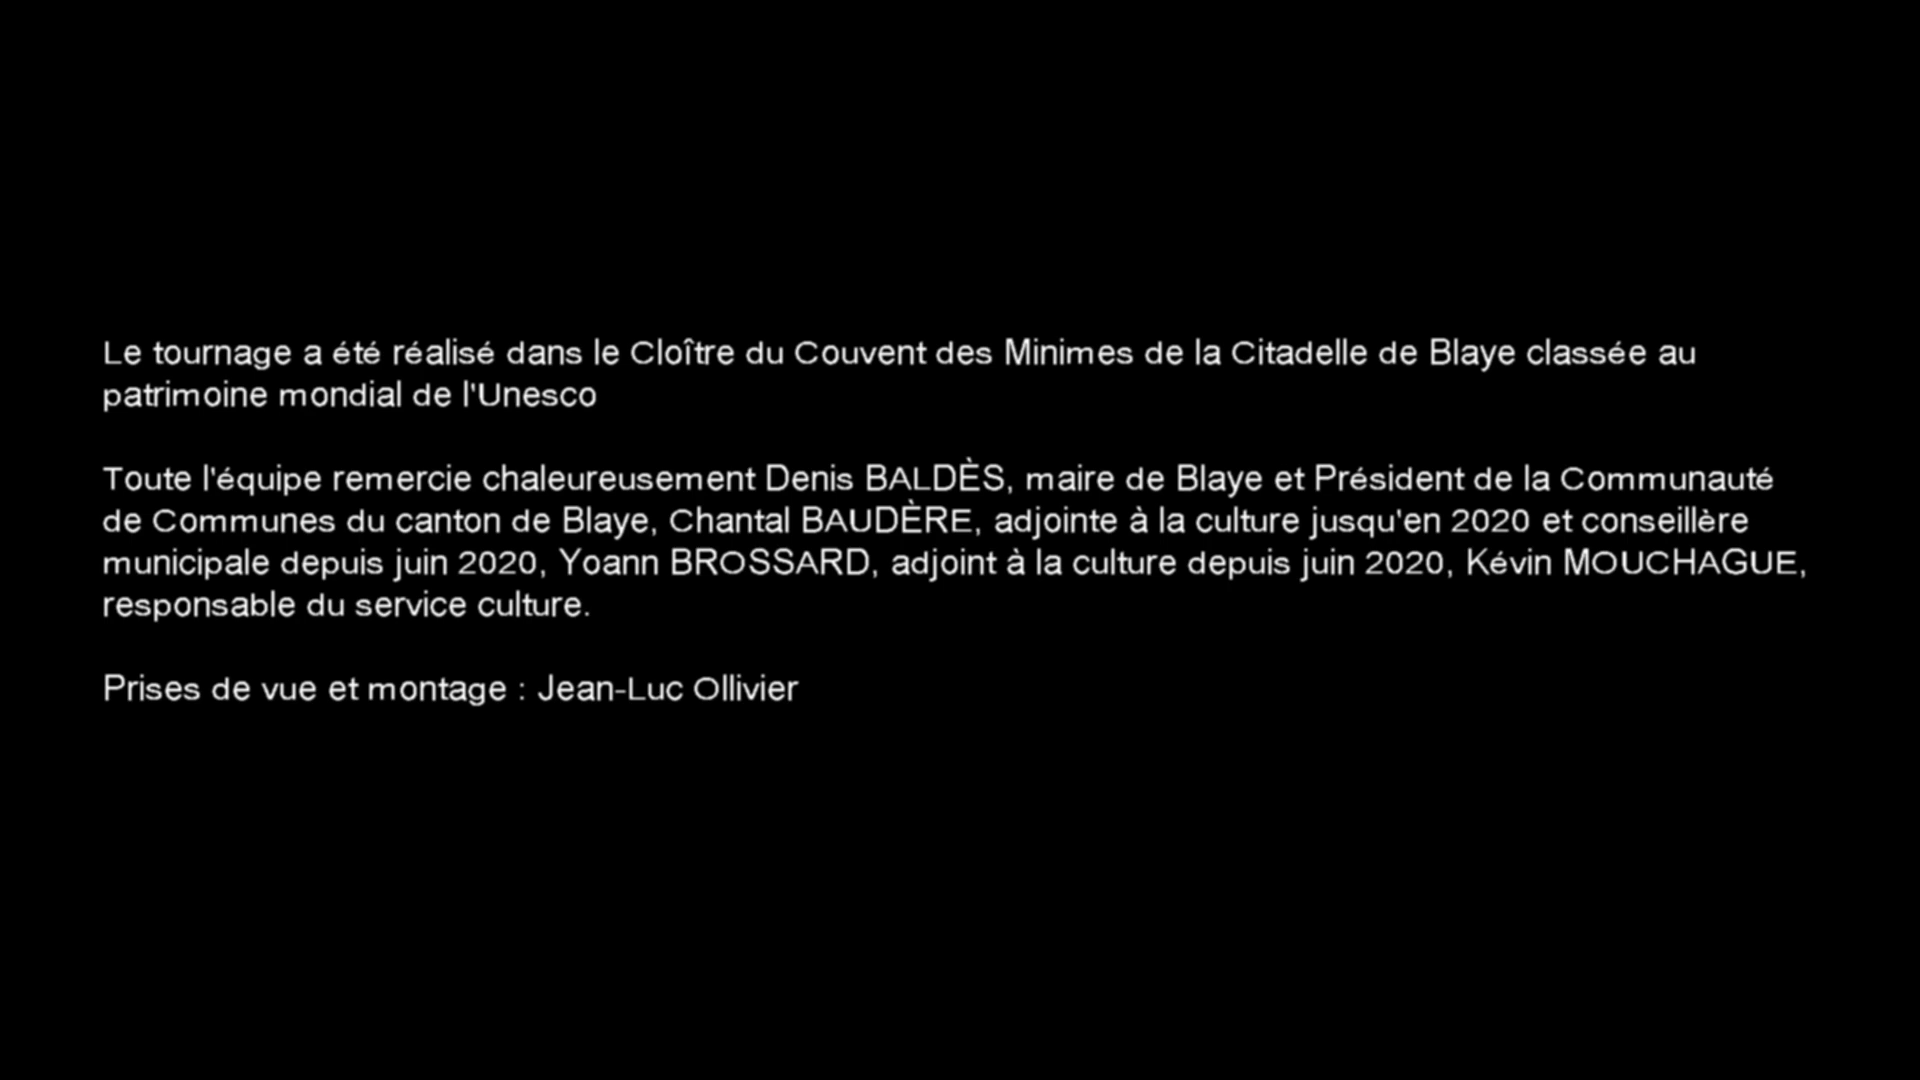 Le tournage a été réalisé dans le Cloître du Couvent des Minimes de la Citadelle de Blaye classée au
patrimoine mondial de l'Unesco
Toute l'équipe remercie chaleureusement Denis BALDÈS, maire de Blaye et Président de la Communauté
de Communes du canton de Blaye, Chantal BAUDÈRE, adjointe à la culture jusqu'en 2020 et conseillère
municipale depuis juin 2020, Yoann BROSSARD, adjoint à la culture depuis juin 2020, Kévin MOUCHAGUE,
responsable du service culture.
Prises de vue et montage : Jean-Luc Ollivier